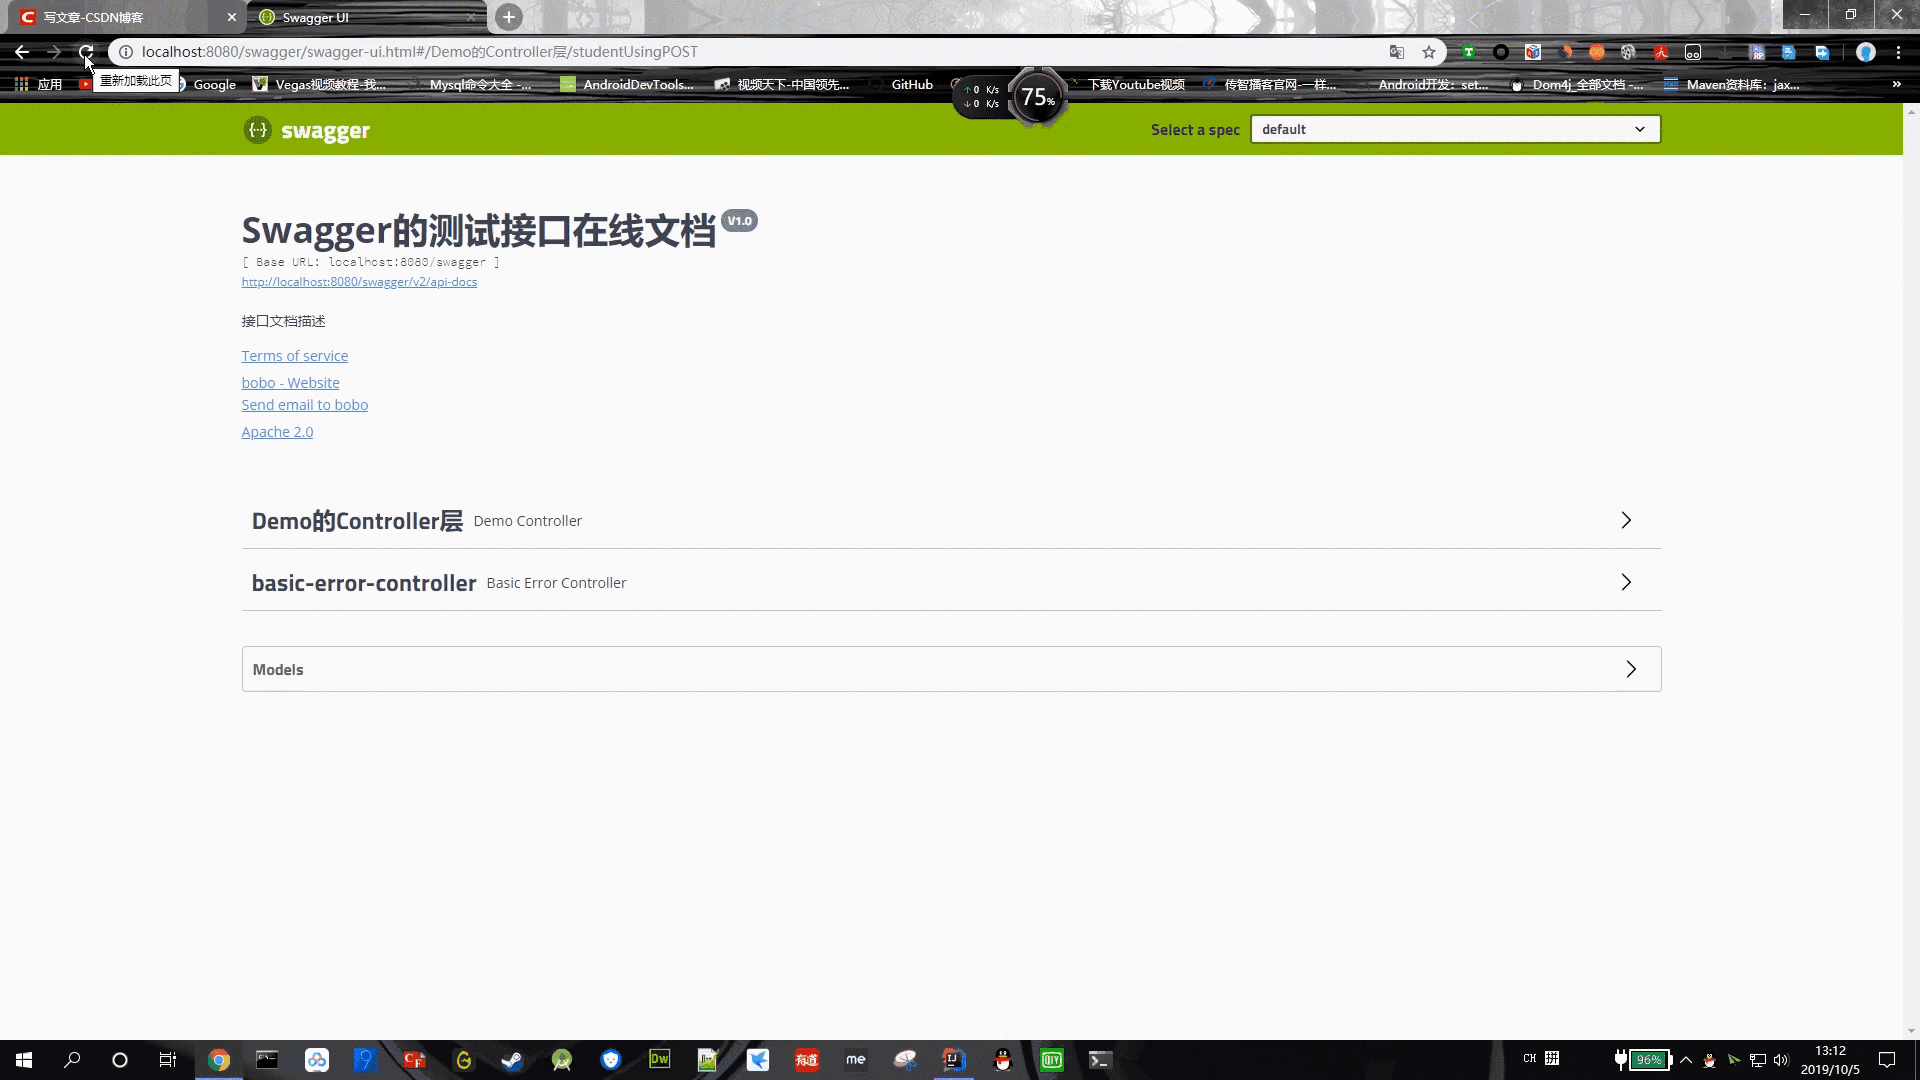 写文章-CSDN博客
Swagger UI
localhost:8080/swagger/swagger-ui.html#/Demo的Controller层/studentUsingPOST
重新加载此页
应用
Google
Vegas视频教程-我...
Mysql命令大全 -...
AndroidDevTools...
视频天下-中国领先...
GitHub
下载Youtube视频
传智播客官网-一样...
Android开发：set...
Dom4j_全部文档 -...
Maven资料库：jax...
»
↑ 0 K/s
↓ 0 K/s
75%
swagger
Select a spec
default
Swagger的测试接口在线文档 V1.0
[ Base URL: localhost:8080/swagger ]
http://localhost:8080/swagger/v2/api-docs
接口文档描述
Terms of service
bobo - Website
Send email to bobo
Apache 2.0
Demo的Controller层 Demo Controller
basic-error-controller Basic Error Controller
Models
Dw
有道
me
IJ
QIYI
CH 拼
96%
13:12
2019/10/5